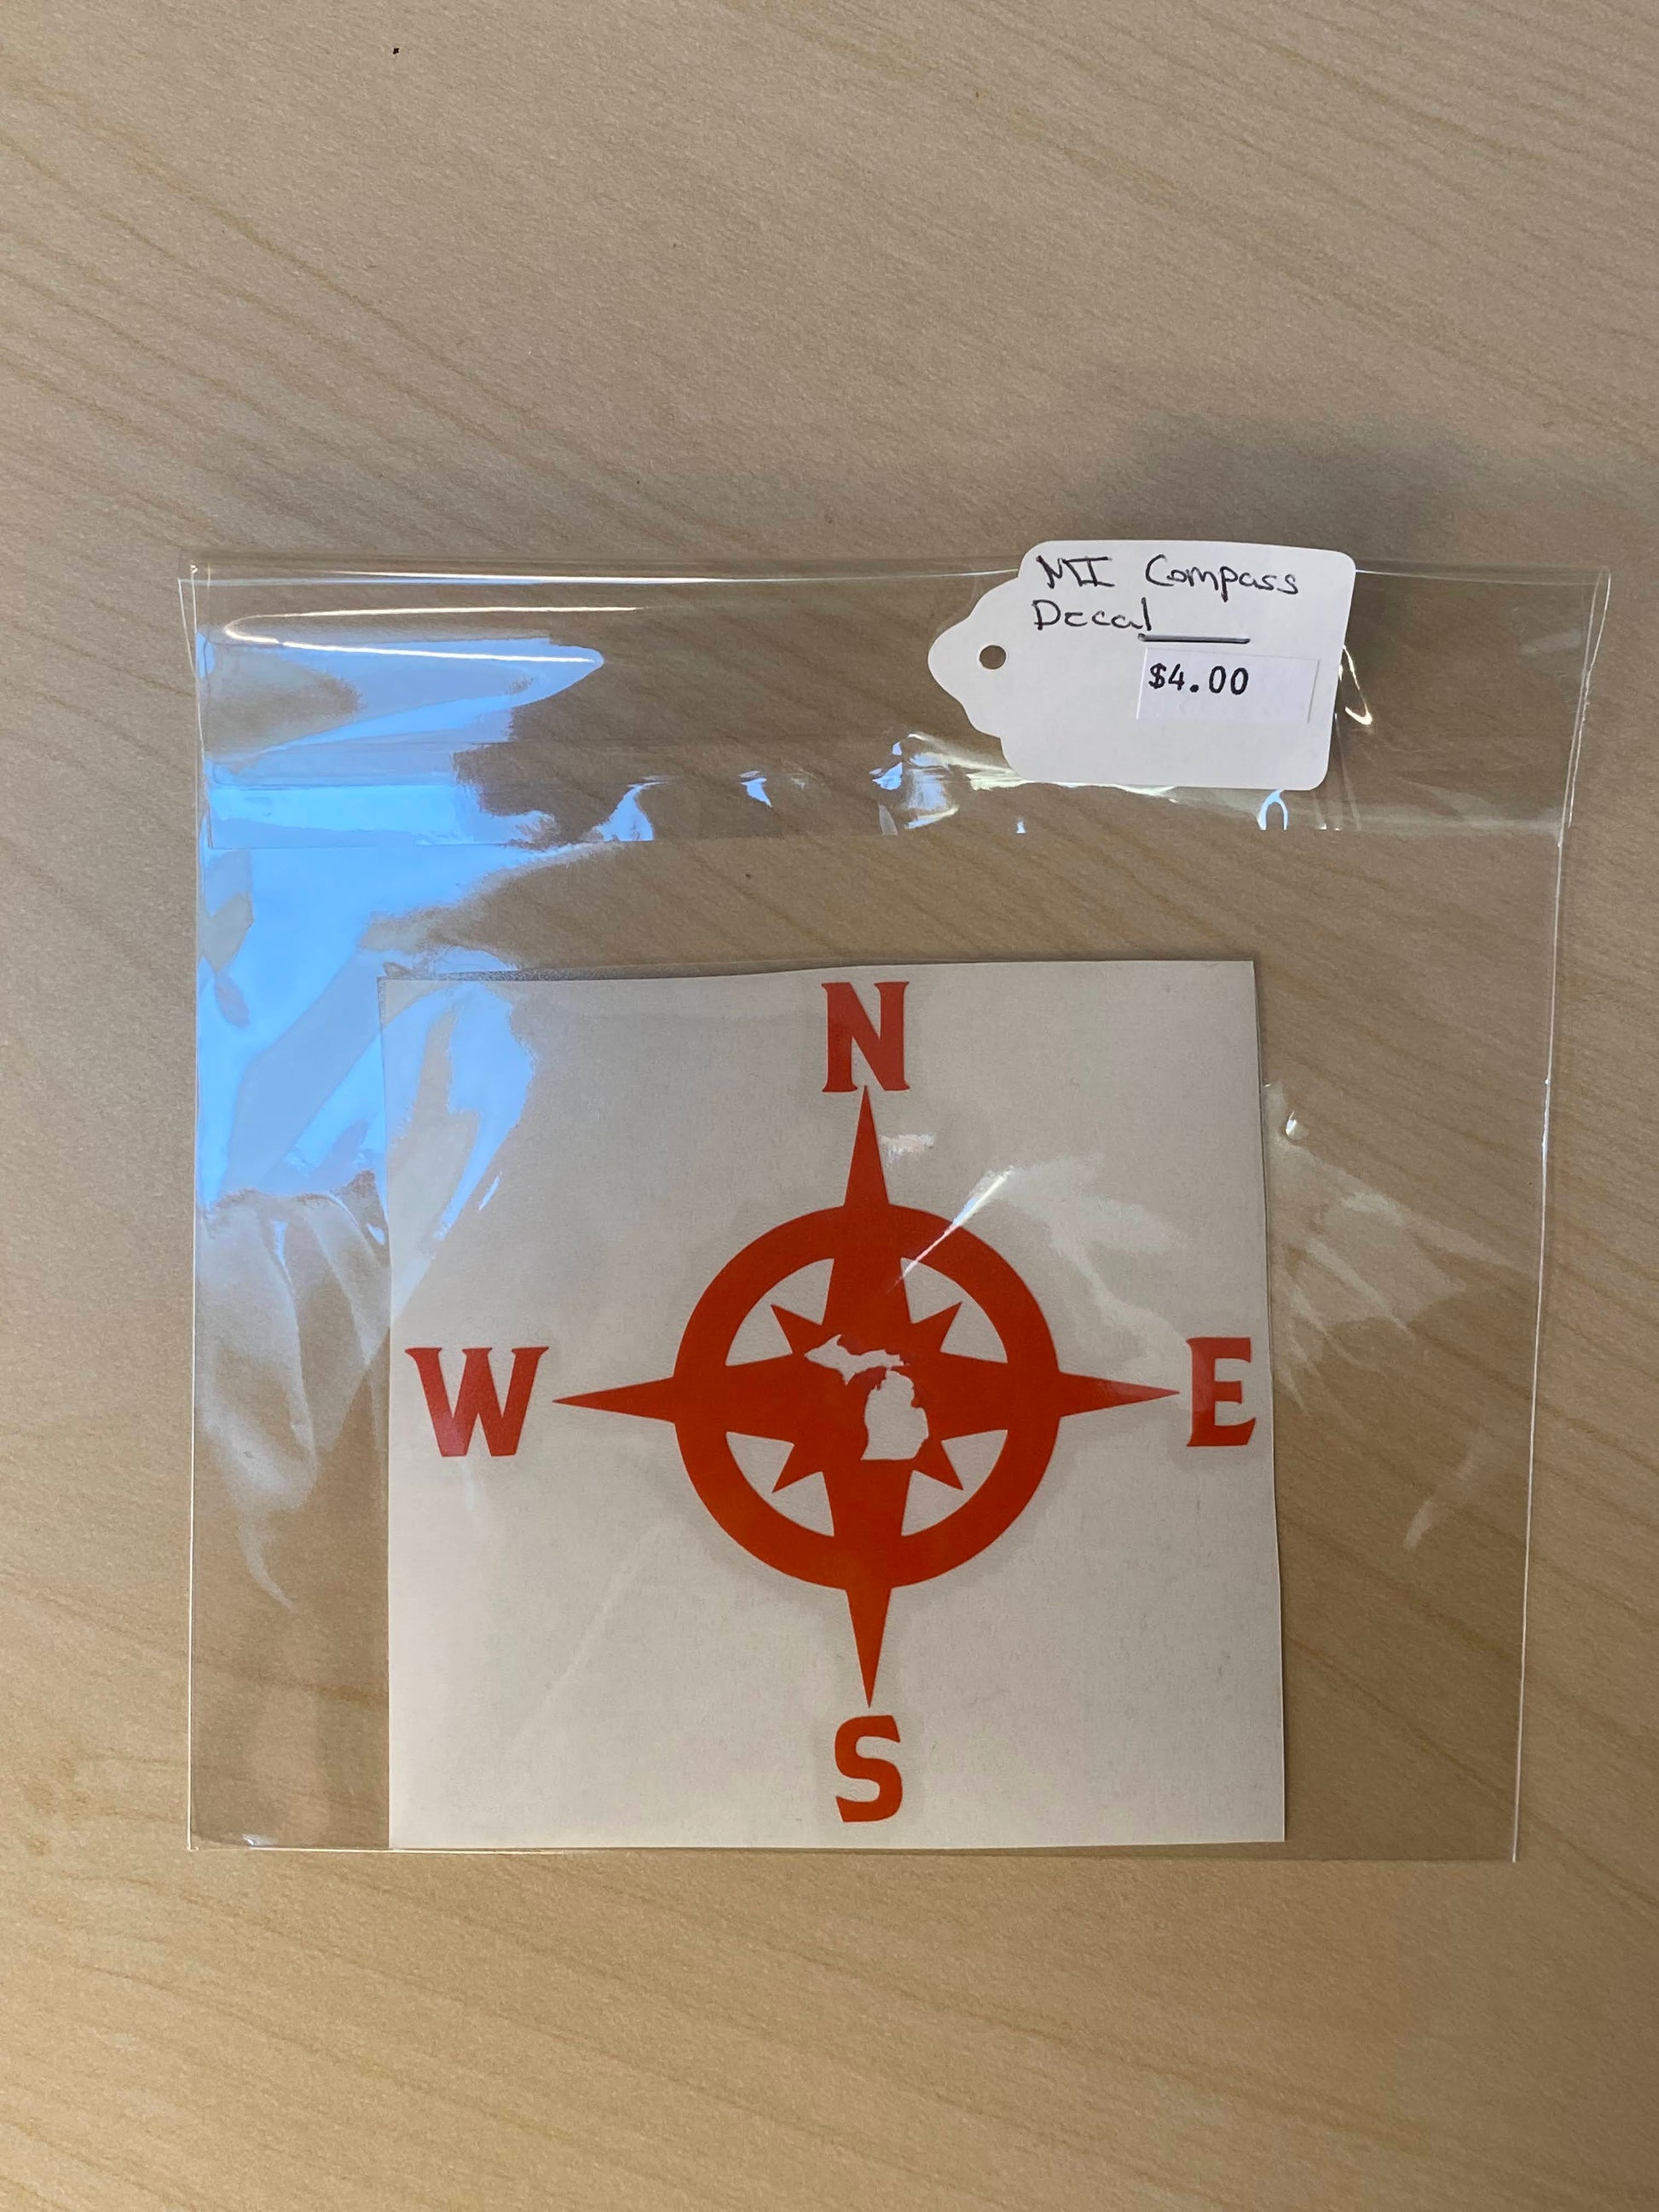 MI Compass
Decal
$4.00
N
W E
S